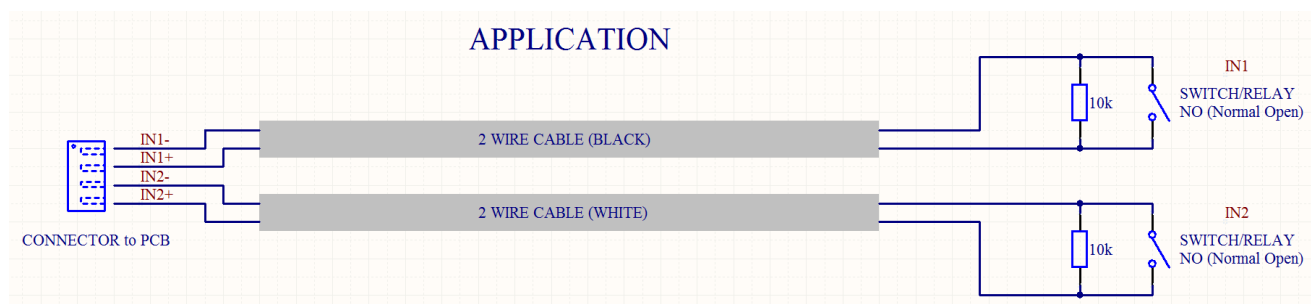 APPLICATION
IN1
SWITCH/RELAY
NO (Normal Open)
10k
IN1-
IN1+
IN2-
IN2+
2 WIRE CABLE (BLACK)
2 WIRE CABLE (WHITE)
CONNECTOR to PCB
IN2
SWITCH/RELAY
NO (Normal Open)
10k